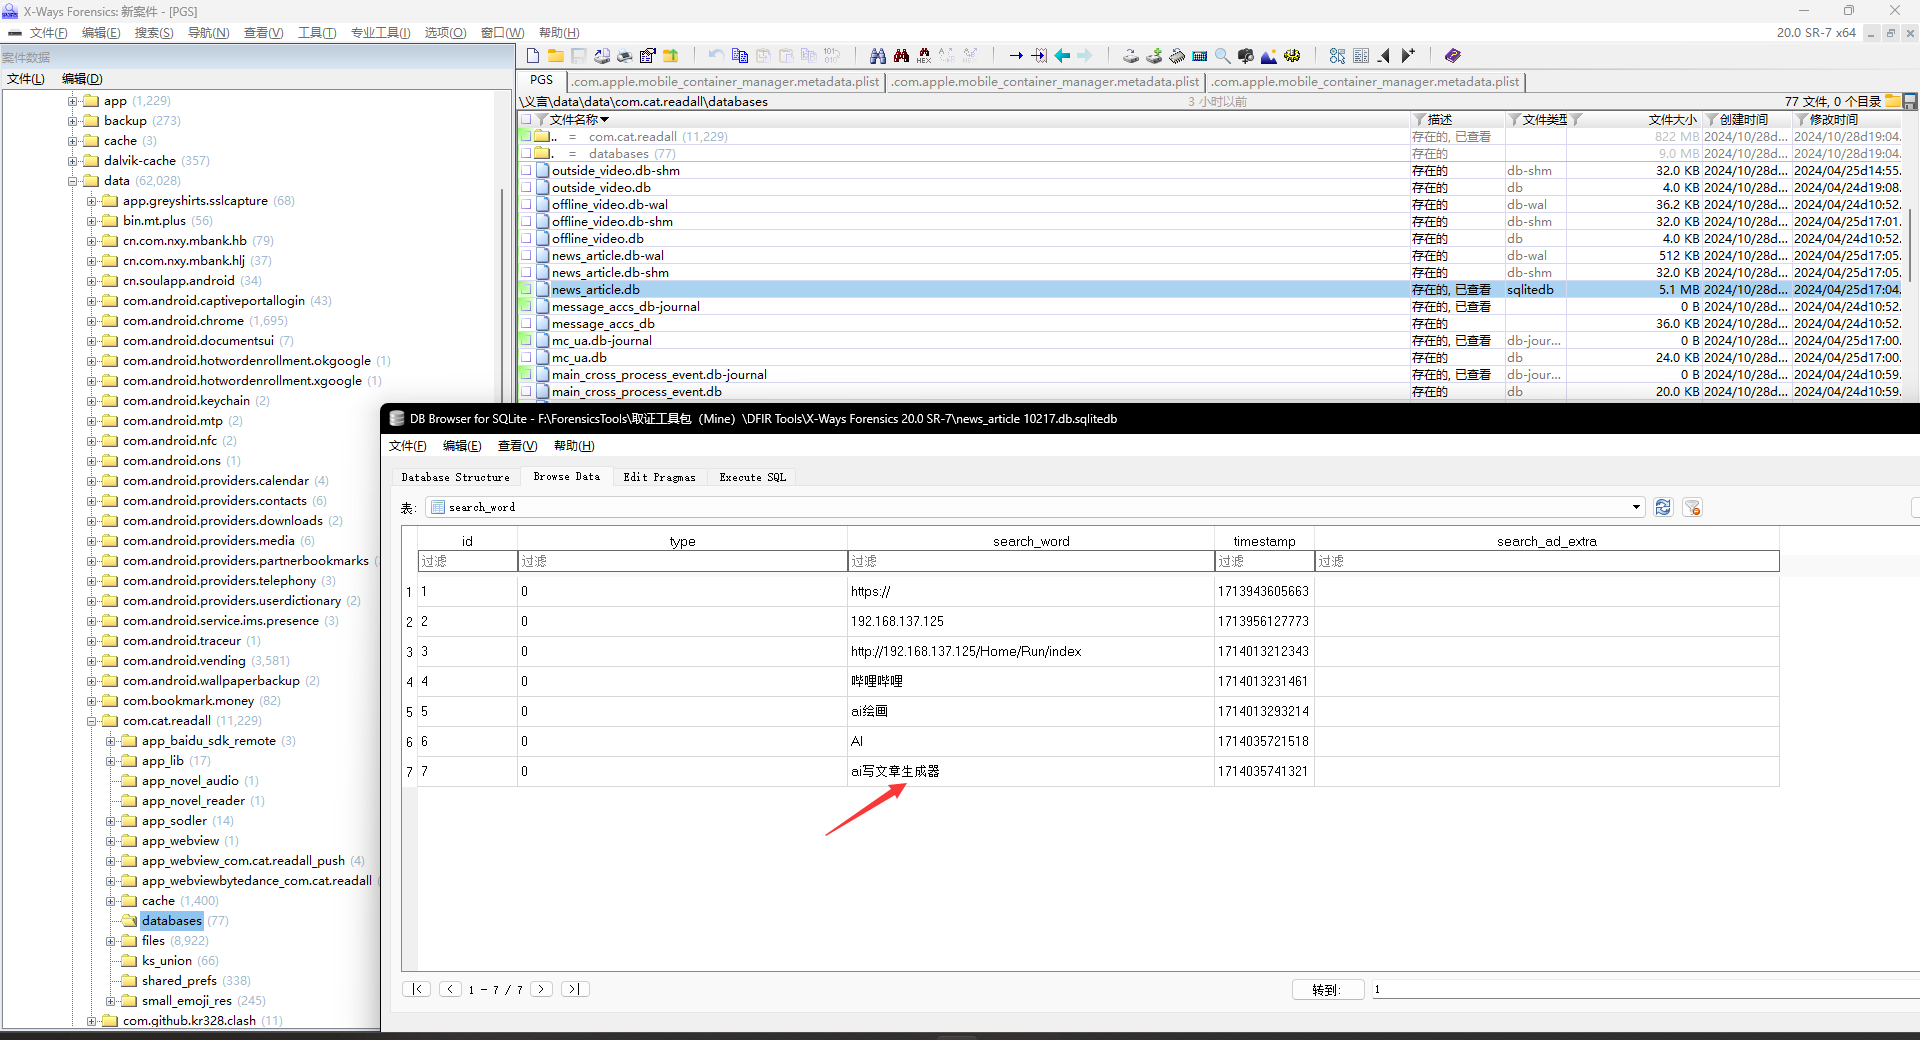 X-Ways Forensics: 新案件 - [PGS]
文件(F) 编辑(E) 搜索(S) 导航(N) 查看(V) 工具(T) 专业工具(I) 选项(O) 窗口(W) 帮助(H)
20.0 SR-7 x64
案件数据
文件(L) 编辑(D)
app (1,229)
backup (273)
cache (3)
dalvik-cache (357)
data (62,028)
app.greyshirts.sslcapture (68)
bin.mt.plus (56)
cn.com.nxy.mbank.hb (79)
cn.com.nxy.mbank.hlj (37)
cn.soulapp.android (34)
com.android.captiveportallogin (43)
com.android.chrome (1,695)
com.android.documentsui (7)
com.android.hotwordenrollment.okgoogle (1)
com.android.hotwordenrollment.xgoogle (1)
com.android.keychain (2)
com.android.mtp (2)
com.android.nfc (2)
com.android.ons (1)
com.android.providers.calendar (4)
com.android.providers.contacts (6)
com.android.providers.downloads (2)
com.android.providers.media (6)
com.android.providers.partnerbookmarks (
com.android.providers.telephony (3)
com.android.providers.userdictionary (2)
com.android.service.ims.presence (3)
com.android.traceur (1)
com.android.vending (3,581)
com.android.wallpaperbackup (2)
com.bookmark.money (82)
com.cat.readall (11,229)
app_baidu_sdk_remote (3)
app_lib (17)
app_novel_audio (1)
app_novel_reader (1)
app_sodler (14)
app_webview (1)
app_webview_com.cat.readall_push (4)
app_webviewbytedance_com.cat.readall (
cache (1,400)
databases (77)
files (8,922)
ks_union (66)
shared_prefs (338)
small_emoji_res (245)
com.github.kr328.clash (11)
PGS .com.apple.mobile_container_manager.metadata.plist .com.apple.mobile_container_manager.metadata.plist .com.apple.mobile_container_manager.metadata.plist
\义言\data\data\com.cat.readall\databases 3 小时以前 77 文件, 0 个目录
文件名称 描述 文件类型 文件大小 创建时间 修改时间
.. = com.cat.readall (11,229) 存在的, 已查看 822 MB 2024/10/28d... 2024/10/28d19:04.
. = databases (77) 存在的 9.0 MB 2024/10/28d... 2024/10/28d19:04.
outside_video.db-shm 存在的 db-shm 32.0 KB 2024/10/28d... 2024/04/25d14:55.
outside_video.db 存在的 db 4.0 KB 2024/10/28d... 2024/04/24d19:08.
offline_video.db-wal 存在的 db-wal 36.2 KB 2024/10/28d... 2024/04/24d10:52.
offline_video.db-shm 存在的 db-shm 32.0 KB 2024/10/28d... 2024/04/25d17:01.
offline_video.db 存在的 db 4.0 KB 2024/10/28d... 2024/04/24d10:52.
news_article.db-wal 存在的 db-wal 512 KB 2024/10/28d... 2024/04/25d17:05.
news_article.db-shm 存在的 db-shm 32.0 KB 2024/10/28d... 2024/04/25d17:05.
news_article.db 存在的, 已查看 sqlitedb 5.1 MB 2024/10/28d... 2024/04/25d17:04.
message_accs_db-journal 存在的, 已查看 0 B 2024/10/28d... 2024/04/24d10:52.
message_accs_db 存在的 36.0 KB 2024/10/28d... 2024/04/24d10:52.
mc_ua.db-journal 存在的, 已查看 db-jour... 0 B 2024/10/28d... 2024/04/25d17:00.
mc_ua.db 存在的 db 24.0 KB 2024/10/28d... 2024/04/25d17:00.
main_cross_process_event.db-journal 存在的, 已查看 db-jour... 0 B 2024/10/28d... 2024/04/24d10:59.
main_cross_process_event.db 存在的 db 20.0 KB 2024/10/28d... 2024/04/24d10:59.
DB Browser for SQLite - F:\ForensicsTools\取证工具包（Mine）\DFIR Tools\X-Ways Forensics 20.0 SR-7\news_article 10217.db.sqlitedb
文件(F) 编辑(E) 查看(V) 帮助(H)
Database Structure Browse Data Edit Pragmas Execute SQL
表: search_word
id type search_word timestamp search_ad_extra
过滤 过滤 过滤 过滤 过滤
1 1 0 https:// 1713943605663
2 2 0 192.168.137.125 1713956127773
3 3 0 http://192.168.137.125/Home/Run/index 1714013212343
4 4 0 哔哩哔哩 1714013231461
5 5 0 ai绘画 1714013293214
6 6 0 AI 1714035721518
7 7 0 ai写文章生成器 1714035741321
1 - 7 / 7 转到: 1